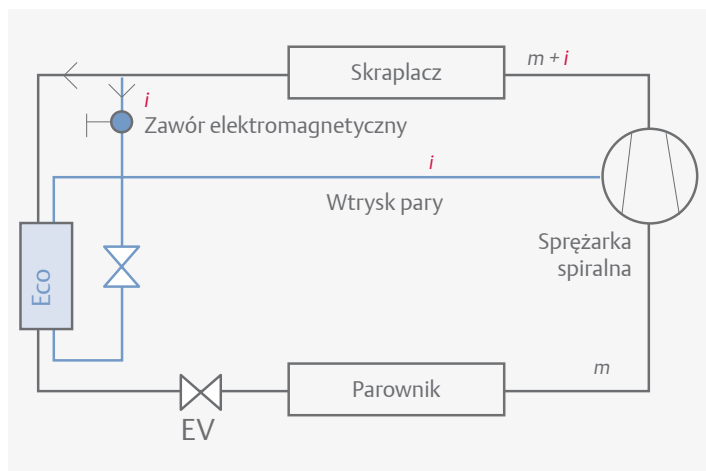 Skraplacz
m + i
i
Zawór elektromagnetyczny
i
Wtrysk pary
Sprężarka
spiralna
Eco
Parownik
m
EV